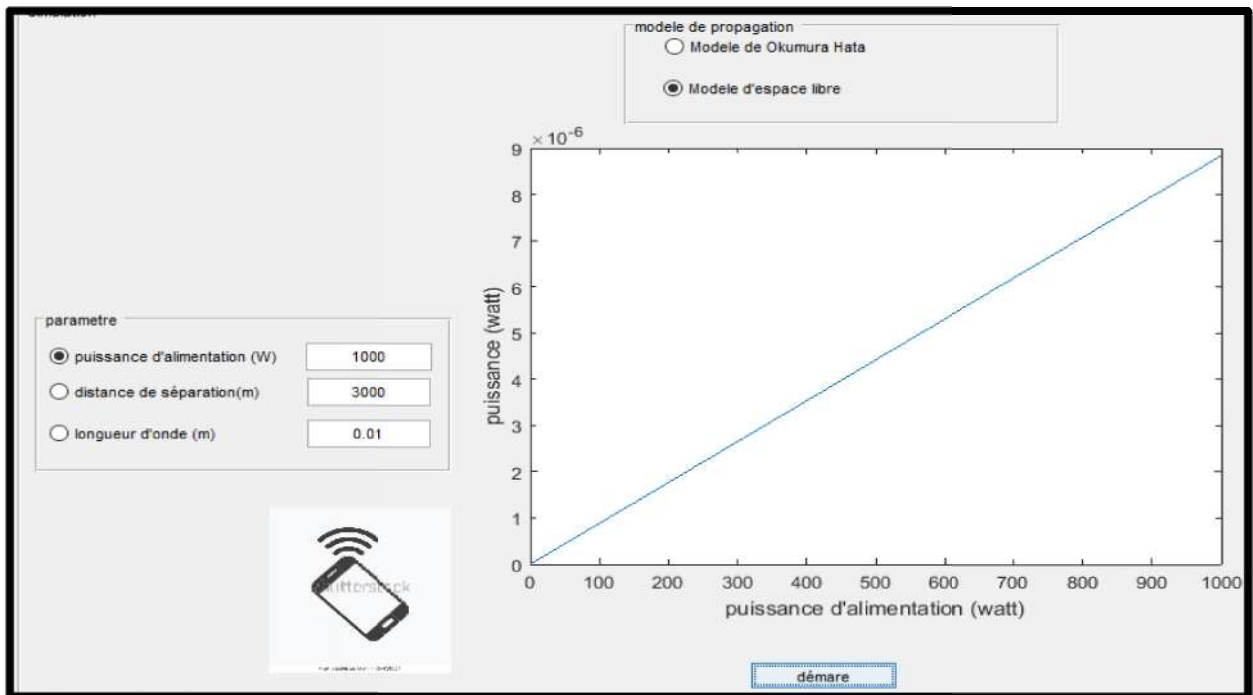 modele de propagation
Modele de Okumura Hata
Modele d'espace libre
×10⁻⁶
9
8
7
6
5
4
3
2
1
0
puissance (watt)
0 100 200 300 400 500 600 700 800 900 1000
puissance d'alimentation (watt)
parametre
puissance d'alimentation (W) 1000
distance de séparation(m) 3000
longueur d'onde (m) 0.01
démare